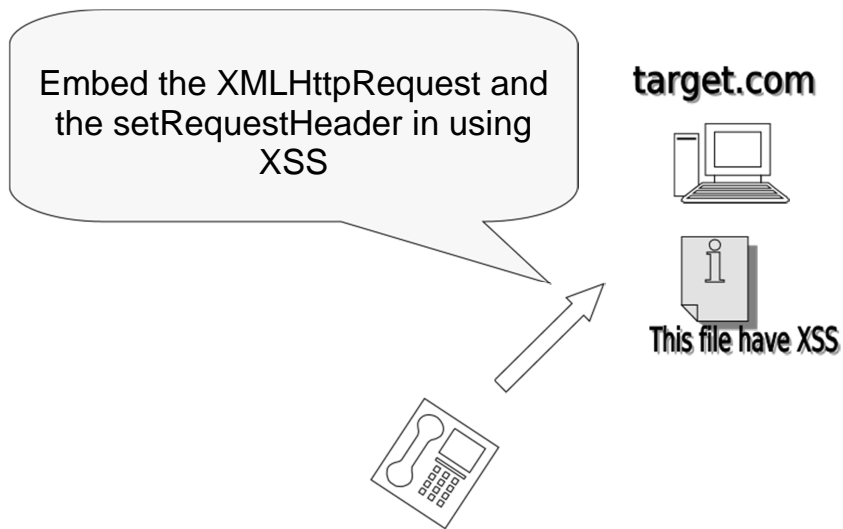 Embed the XMLHttpRequest and
the setRequestHeader in using
XSS
target.com
This file have XSS